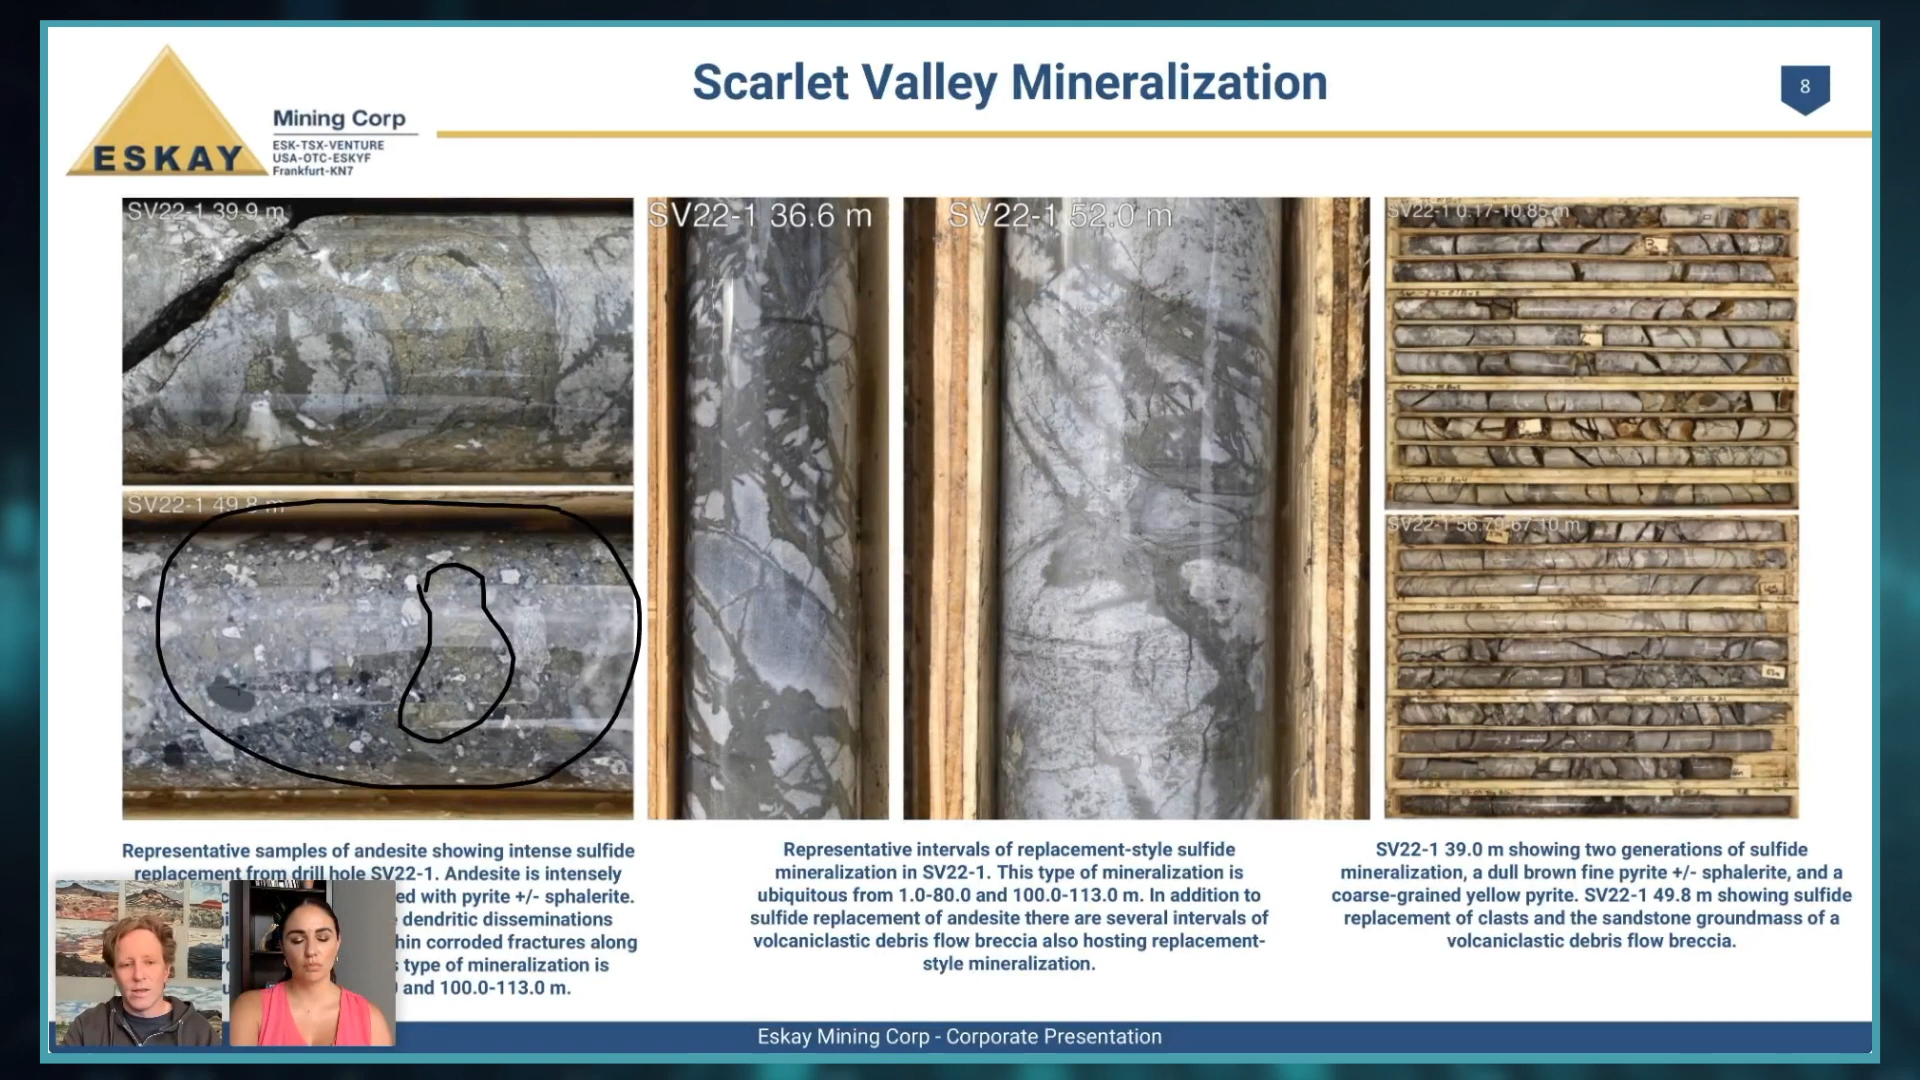 Scarlet Valley Mineralization
8
Mining Corp
ESKAY
ESK-TSX-VENTURE
USA-OTC-ESKYF
Frankfurt-KN7
SV22-1 39.9 m
SV22-1 36.6 m
SV22-1 52.0 m
SV22-1 0.17-10.85 m
SV22-1 49.8 m
SV22-1 56.79-67.10 m
Representative samples of andesite showing intense sulfide
replacement from drill hole SV22-1. Andesite is intensely
ed with pyrite +/- sphalerite.
dendritic disseminations
hin corroded fractures along
type of mineralization is
and 100.0-113.0 m.
Representative intervals of replacement-style sulfide
mineralization in SV22-1. This type of mineralization is
ubiquitous from 1.0-80.0 and 100.0-113.0 m. In addition to
sulfide replacement of andesite there are several intervals of
volcaniclastic debris flow breccia also hosting replacement-
style mineralization.
SV22-1 39.0 m showing two generations of sulfide
mineralization, a dull brown fine pyrite +/- sphalerite, and a
coarse-grained yellow pyrite. SV22-1 49.8 m showing sulfide
replacement of clasts and the sandstone groundmass of a
volcaniclastic debris flow breccia.
Eskay Mining Corp - Corporate Presentation